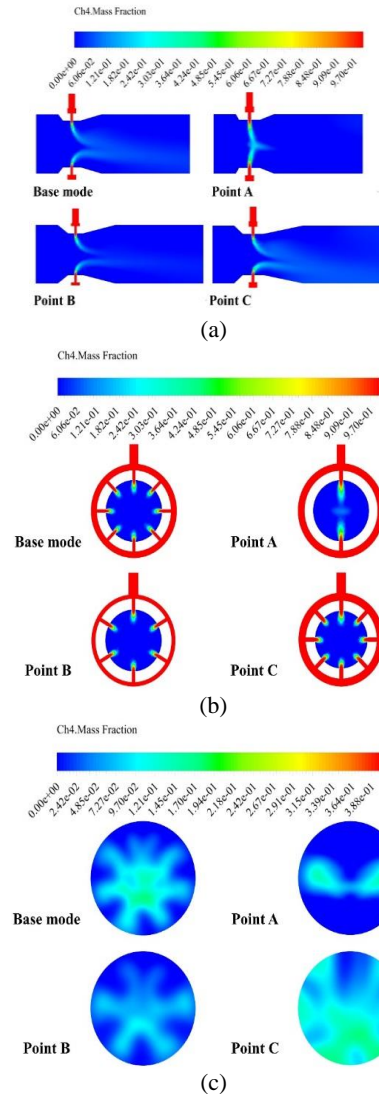 Ch4.Mass Fraction
0.00e+00 6.06e-02 1.21e-01 1.82e-01 2.42e-01 3.03e-01 3.64e-01 4.24e-01 4.85e-01 5.45e-01 6.06e-01 6.67e-01 7.27e-01 7.88e-01 8.48e-01 9.09e-01 9.70e-01
Base mode Point A
Point B Point C
(a)
Ch4.Mass Fraction
0.00e+00 6.06e-02 1.21e-01 1.82e-01 2.42e-01 3.03e-01 3.64e-01 4.24e-01 4.85e-01 5.45e-01 6.06e-01 6.67e-01 7.27e-01 7.88e-01 8.48e-01 9.09e-01 9.70e-01
Base mode Point A
Point B Point C
(b)
Ch4.Mass Fraction
0.00e+00 2.42e-02 4.85e-02 7.27e-02 9.70e-02 1.21e-01 1.45e-01 1.70e-01 1.94e-01 2.18e-01 2.42e-01 2.67e-01 2.91e-01 3.15e-01 3.39e-01 3.64e-01 3.88e-01
Base mode Point A
Point B Point C
(c)